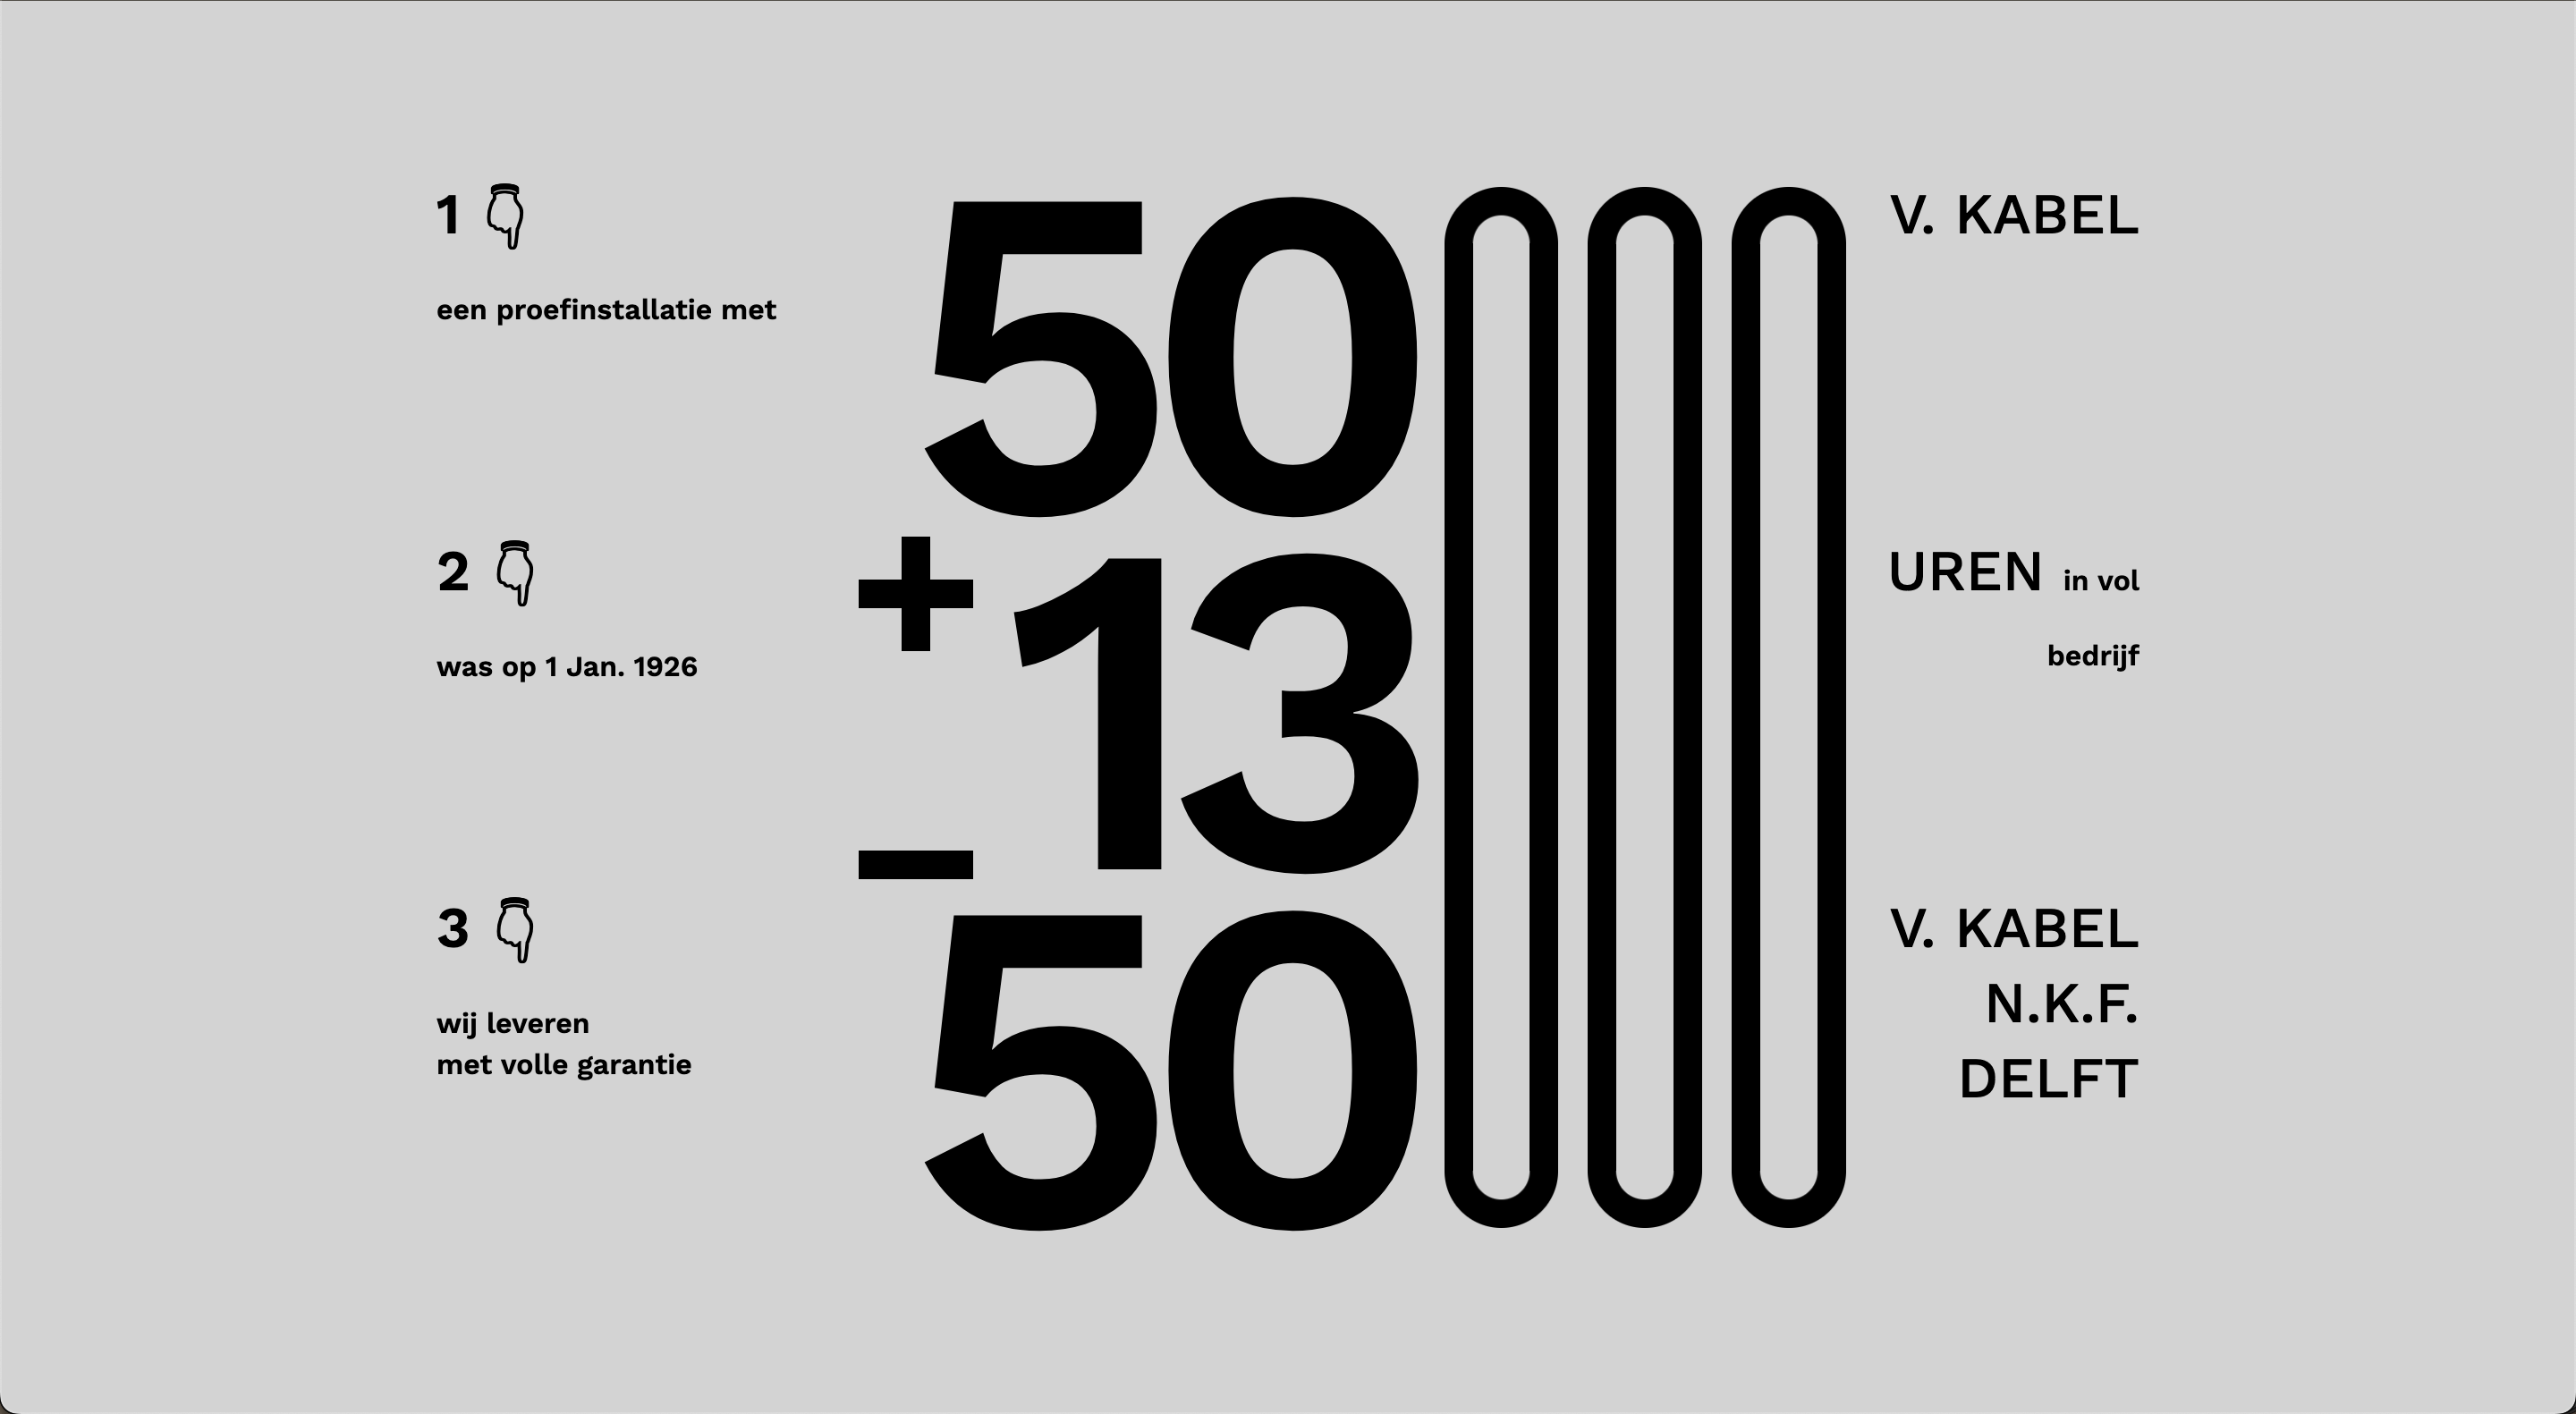 1 👇 50000 V. KABEL
een proefinstallatie met
2 👇 + 13000 UREN in vol
bedrijf
was op 1 Jan. 1926
3 👇 – 50000 V. KABEL
N.K.F.
wij leveren
met volle garantie
DELFT